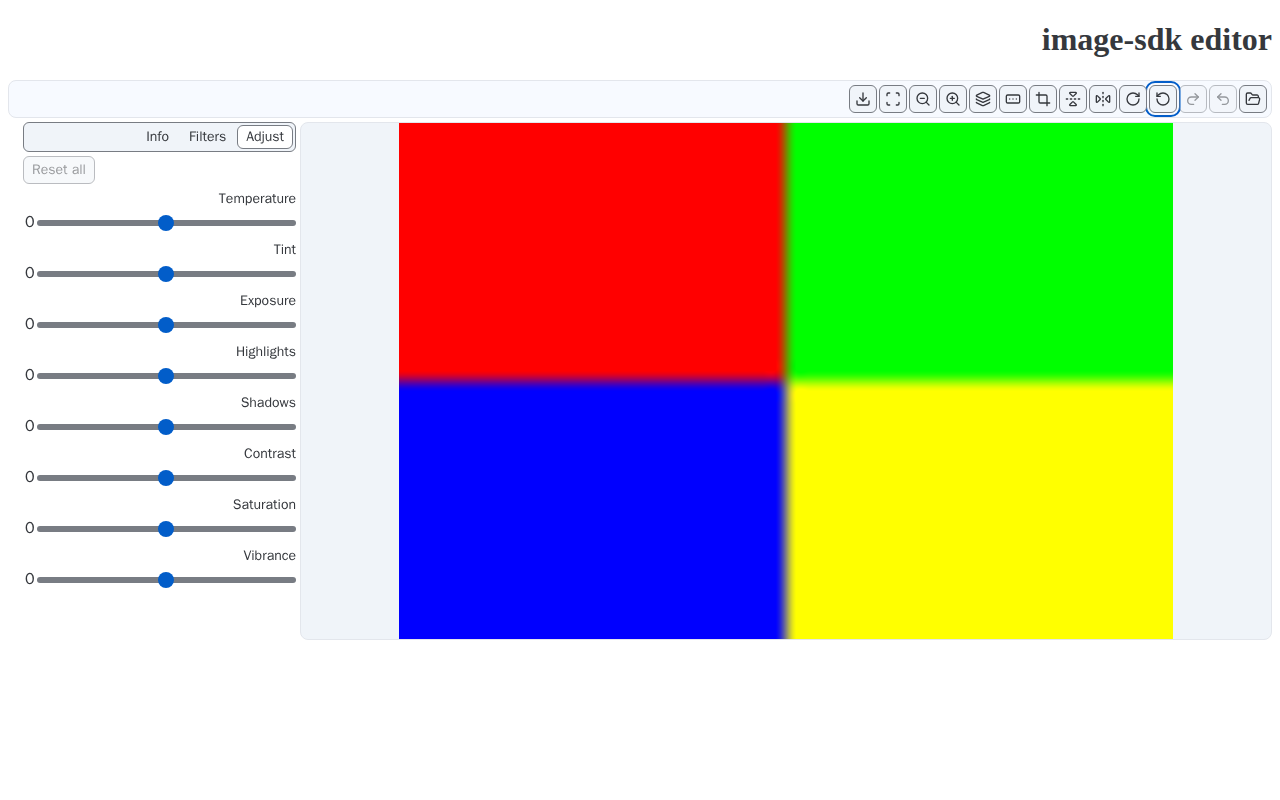 image-sdk editor
Adjust Filters Info
Reset all
Temperature
0
Tint
0
Exposure
0
Highlights
0
Shadows
0
Contrast
0
Saturation
0
Vibrance
0